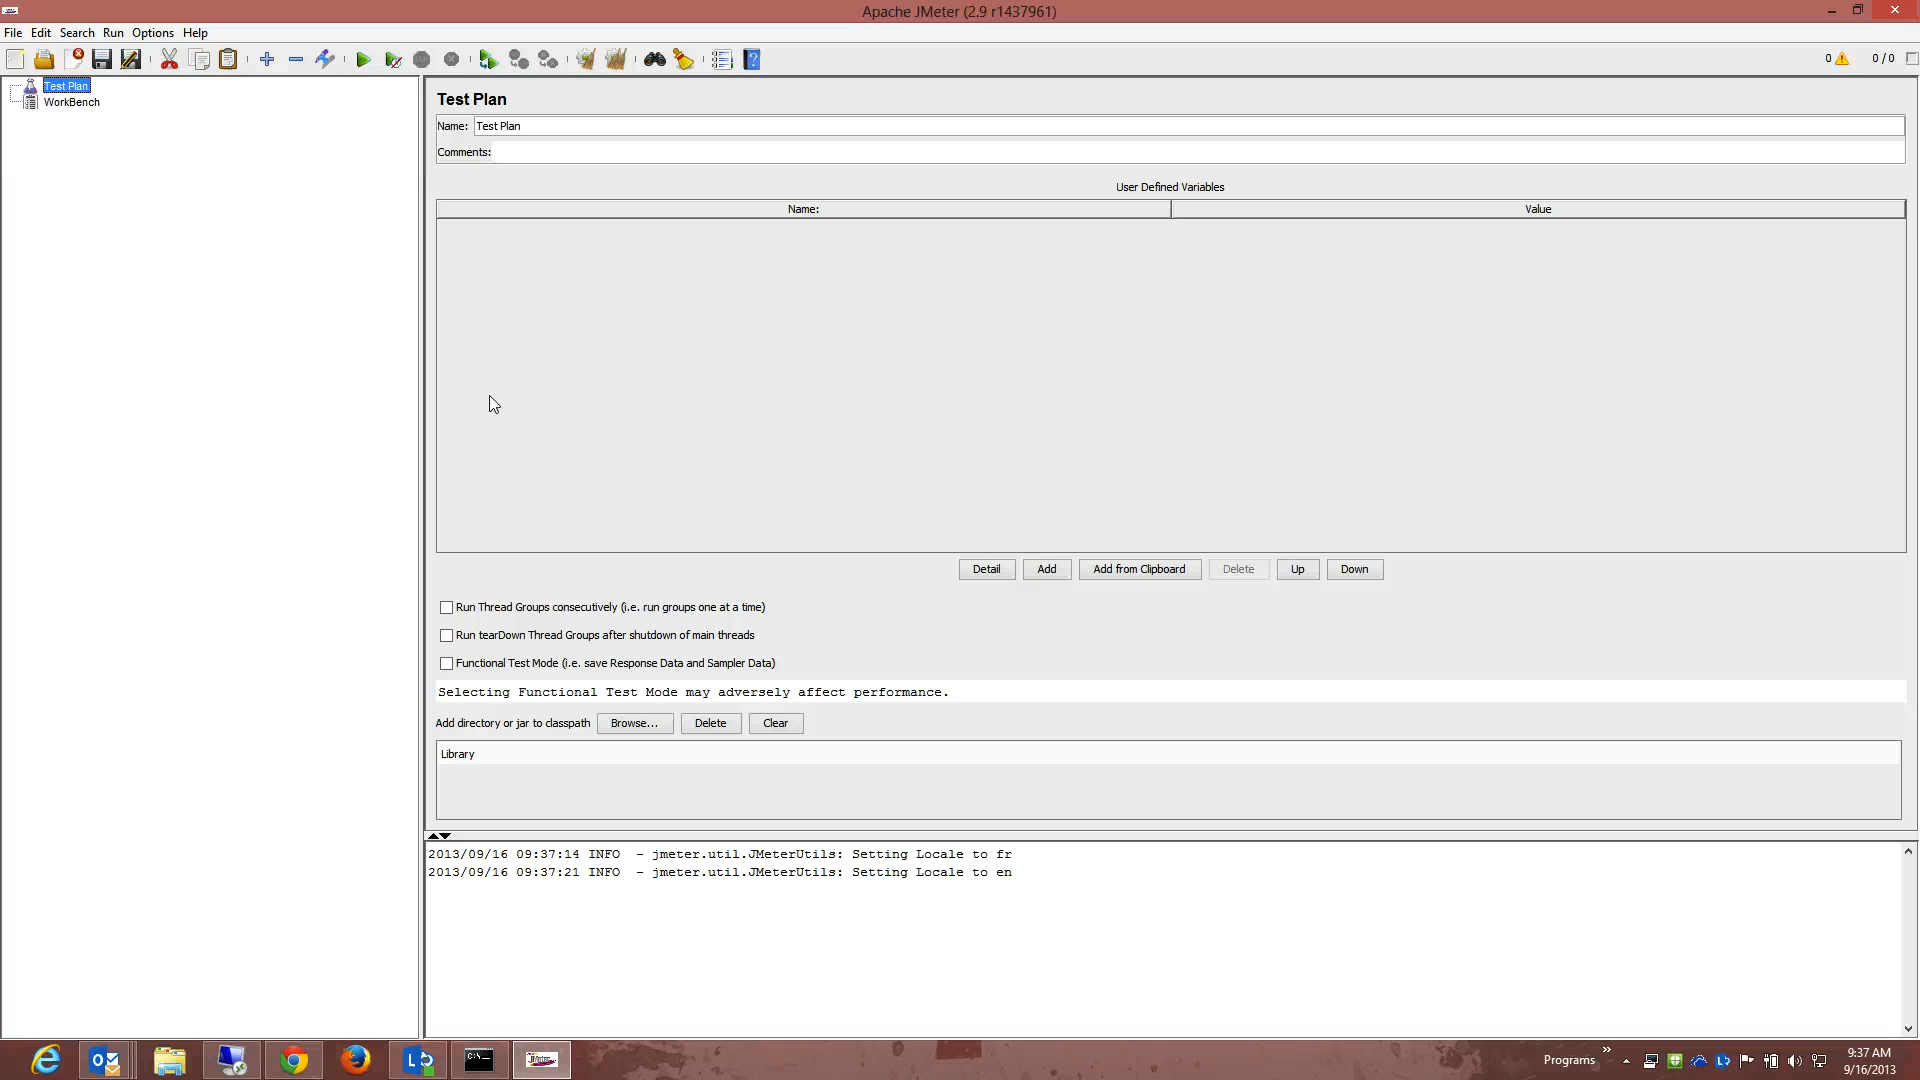 Apache JMeter (2.9 r1437961)
File Edit Search Run Options Help
0 0 / 0
Test Plan
WorkBench
Test Plan
Name: Test Plan
Comments:
User Defined Variables
Name: Value
Detail Add Add from Clipboard Delete Up Down
Run Thread Groups consecutively (i.e. run groups one at a time)
Run tearDown Thread Groups after shutdown of main threads
Functional Test Mode (i.e. save Response Data and Sampler Data)
Selecting Functional Test Mode may adversely affect performance.
Add directory or jar to classpath Browse... Delete Clear
Library
2013/09/16 09:37:14 INFO  - jmeter.util.JMeterUtils: Setting Locale to fr
2013/09/16 09:37:21 INFO  - jmeter.util.JMeterUtils: Setting Locale to en
Programs
9:37 AM
9/16/2013